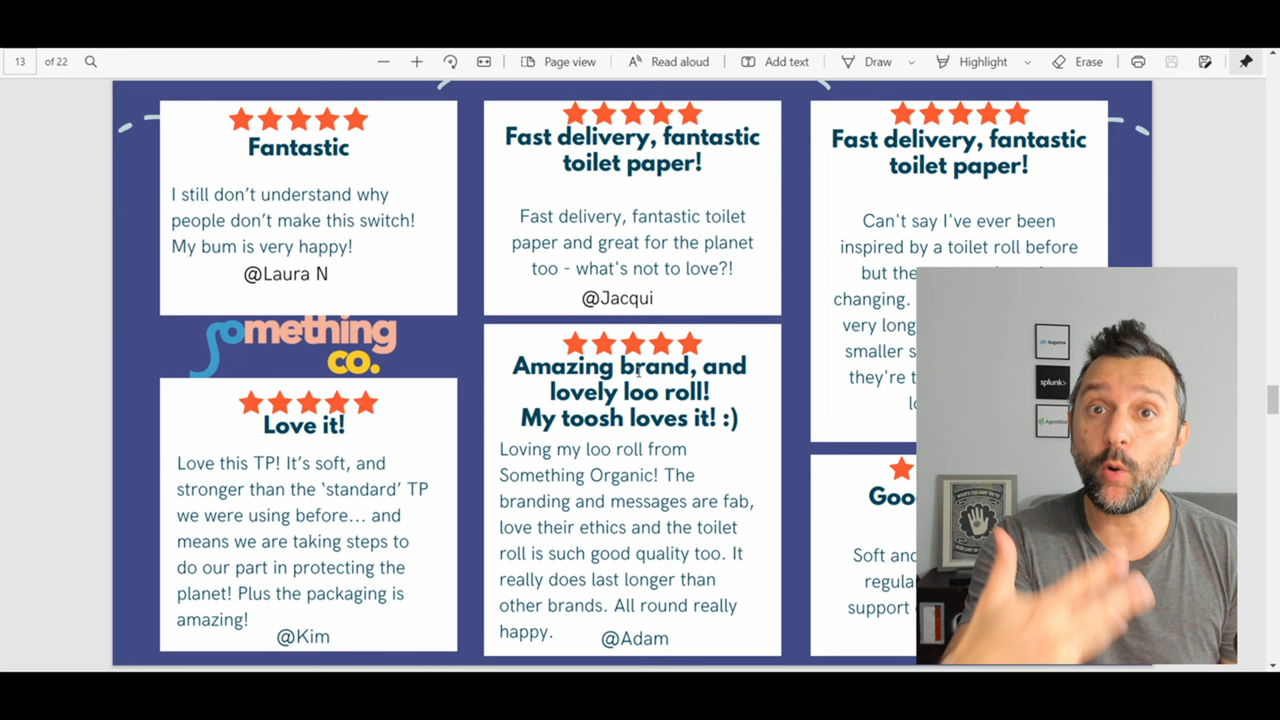 13 of 22
Page view
Read aloud
Add text
Draw
Highlight
Erase
Fantastic
I still don’t understand why
people don’t make this switch!
My bum is very happy!
@Laura N
something
co.
Love it!
Love this TP! It’s soft, and
stronger than the ‘standard’ TP
we were using before... and
means we are taking steps to
do our part in protecting the
planet! Plus the packaging is
amazing!
@Kim
Fast delivery, fantastic
toilet paper!
Fast delivery, fantastic toilet
paper and great for the planet
too - what's not to love?!
@Jacqui
Amazing brand, and
lovely loo roll!
My toosh loves it! :)
Loving my loo roll from
Something Organic! The
branding and messages are fab,
love their ethics and the toilet
roll is such good quality too. It
really does last longer than
other brands. All round really
happy.
@Adam
Fast delivery, fantastic
toilet paper!
Can't say I've ever been
inspired by a toilet roll before
but the
changing.
very long
smaller s
they're t
Goo
Soft and
regula
support
splunk>